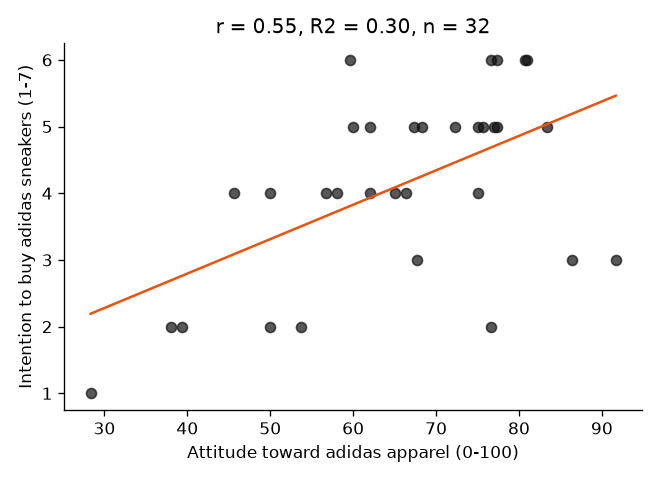 r = 0.55, R2 = 0.30, n = 32
Intention to buy adidas sneakers (1-7)
6
5
4
3
2
1
30 40 50 60 70 80 90
Attitude toward adidas apparel (0-100)